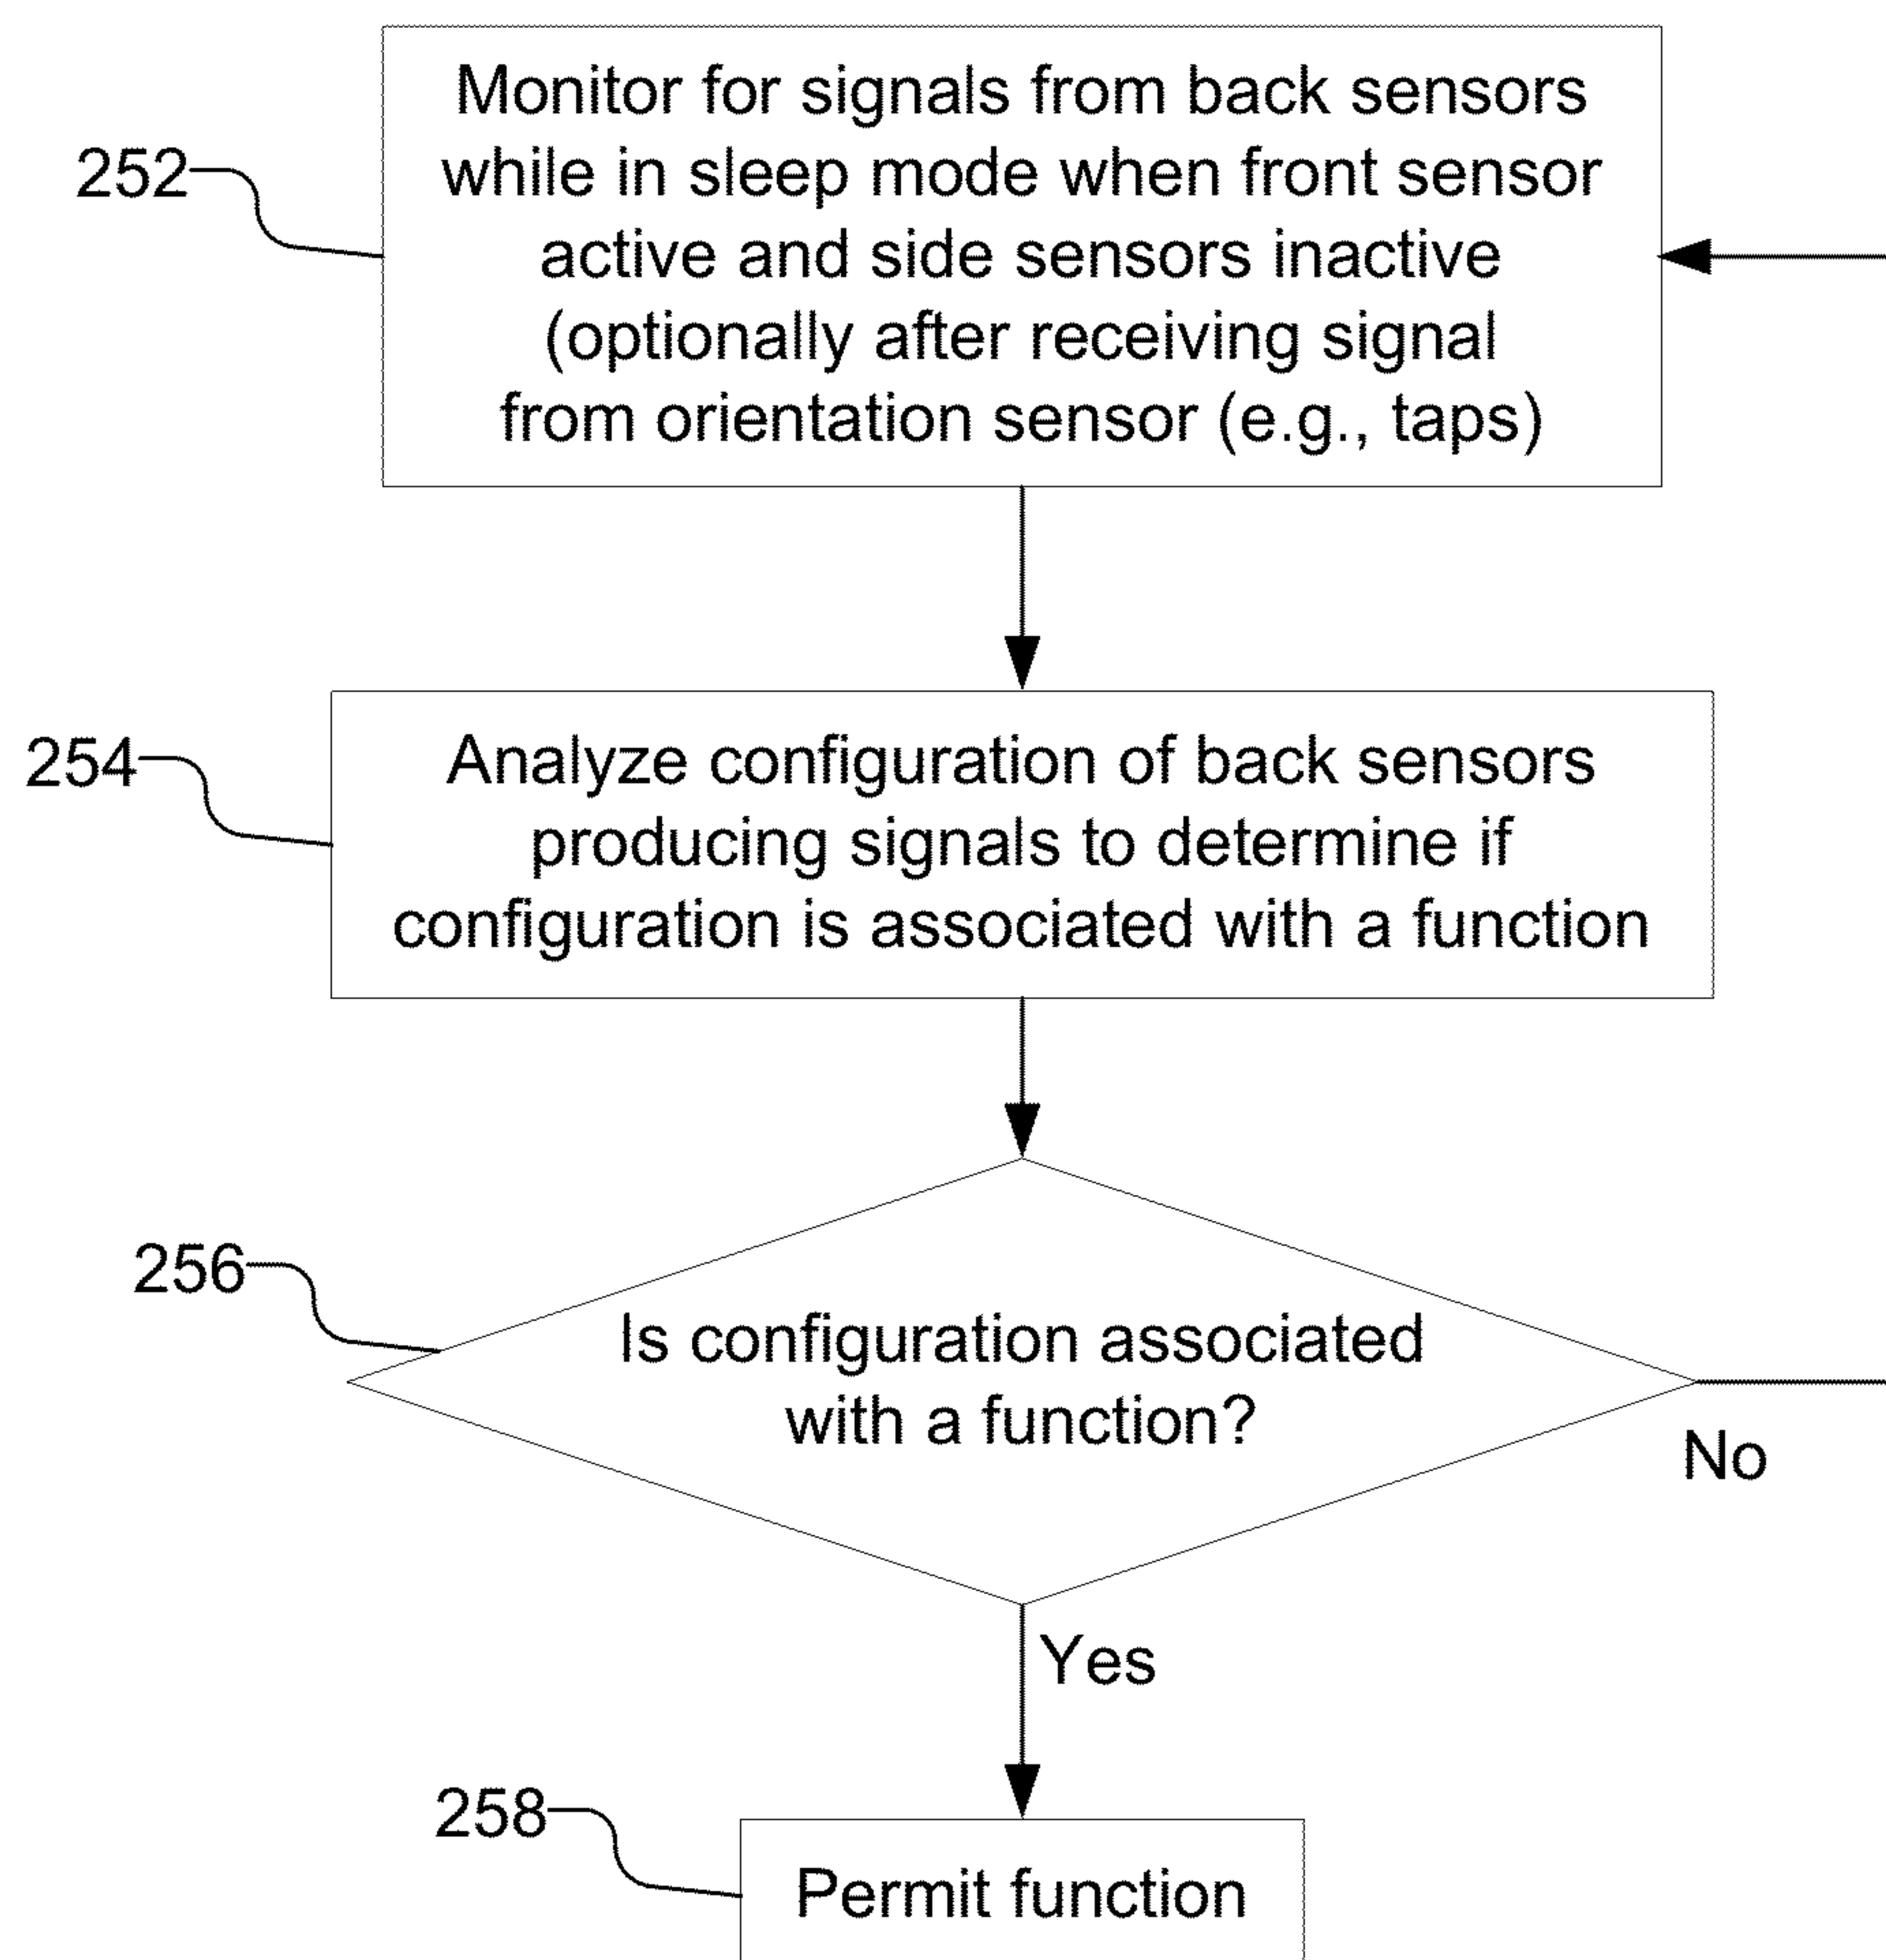 252
Monitor for signals from back sensors
while in sleep mode when front sensor
active and side sensors inactive
(optionally after receiving signal
from orientation sensor (e.g., taps)
254
Analyze configuration of back sensors
producing signals to determine if
configuration is associated with a function
256
Is configuration associated
with a function?
No
Yes
258
Permit function